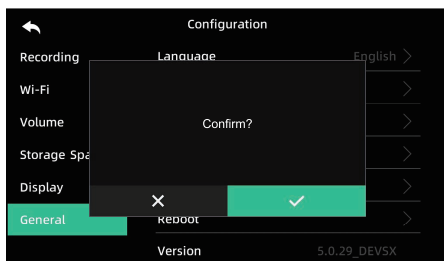 Configuration
Recording
Language
English
Wi-Fi
Volume
Confirm?
Storage Spa
Display
General
Reboot
Version
5.0.29_DEVSX